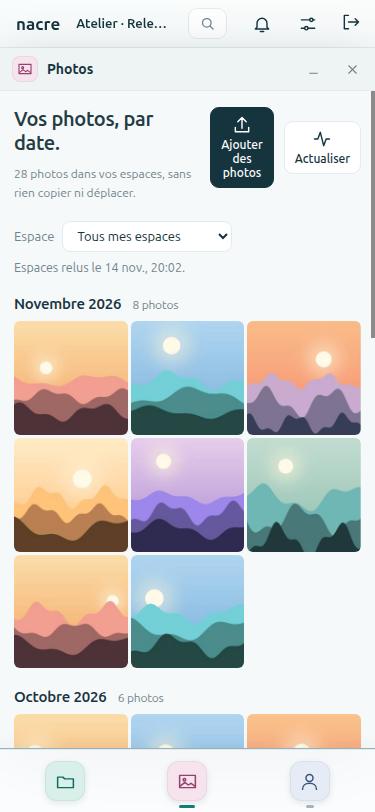 nacre
Atelier · Rele…
Photos
Vos photos, par
date.
28 photos dans vos espaces, sans
rien copier ni déplacer.
Ajouter
des
photos
Actualiser
Espace
Tous mes espaces
Espaces relus le 14 nov., 20:02.
Novembre 2026 8 photos
Octobre 2026 6 photos